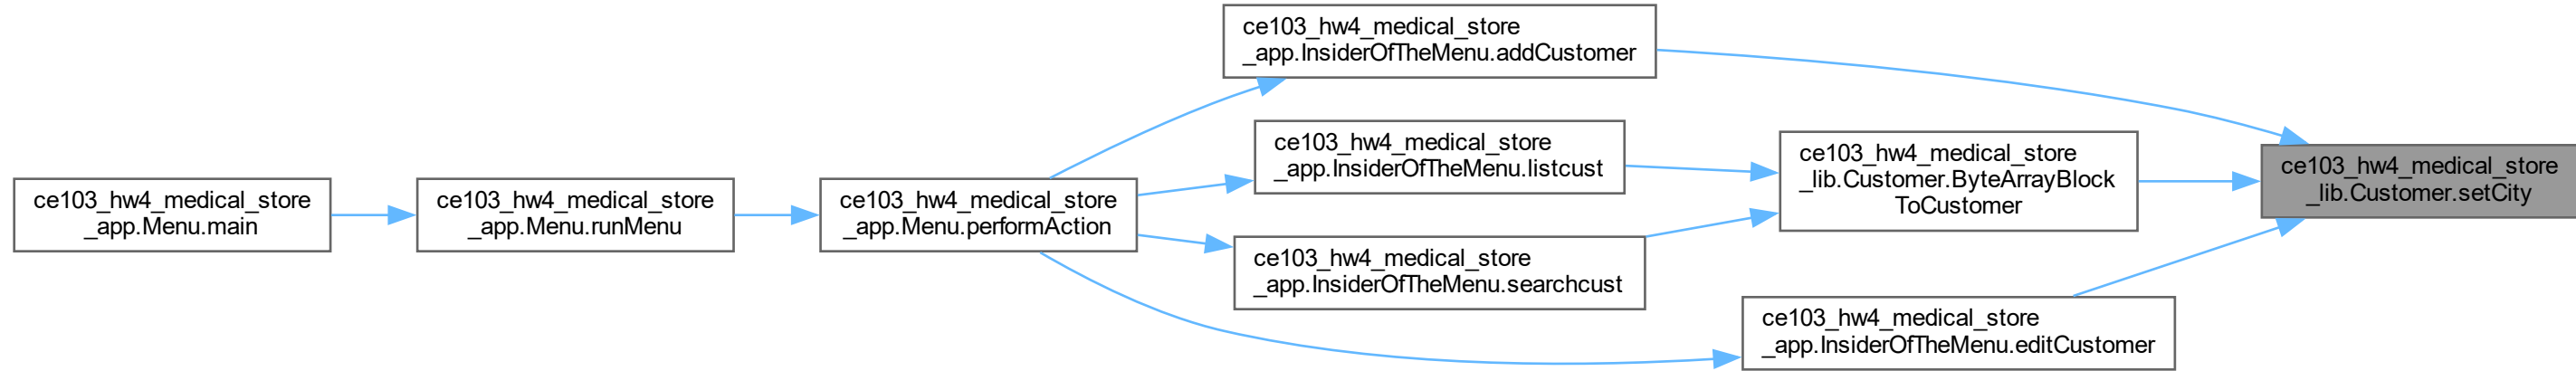 ce103_hw4_medical_store
_app.Menu.main
ce103_hw4_medical_store
_app.Menu.runMenu
ce103_hw4_medical_store
_app.Menu.performAction
ce103_hw4_medical_store
_app.InsiderOfTheMenu.addCustomer
ce103_hw4_medical_store
_app.InsiderOfTheMenu.listcust
ce103_hw4_medical_store
_app.InsiderOfTheMenu.searchcust
ce103_hw4_medical_store
_lib.Customer.ByteArrayBlock
ToCustomer
ce103_hw4_medical_store
_app.InsiderOfTheMenu.editCustomer
ce103_hw4_medical_store
_lib.Customer.setCity